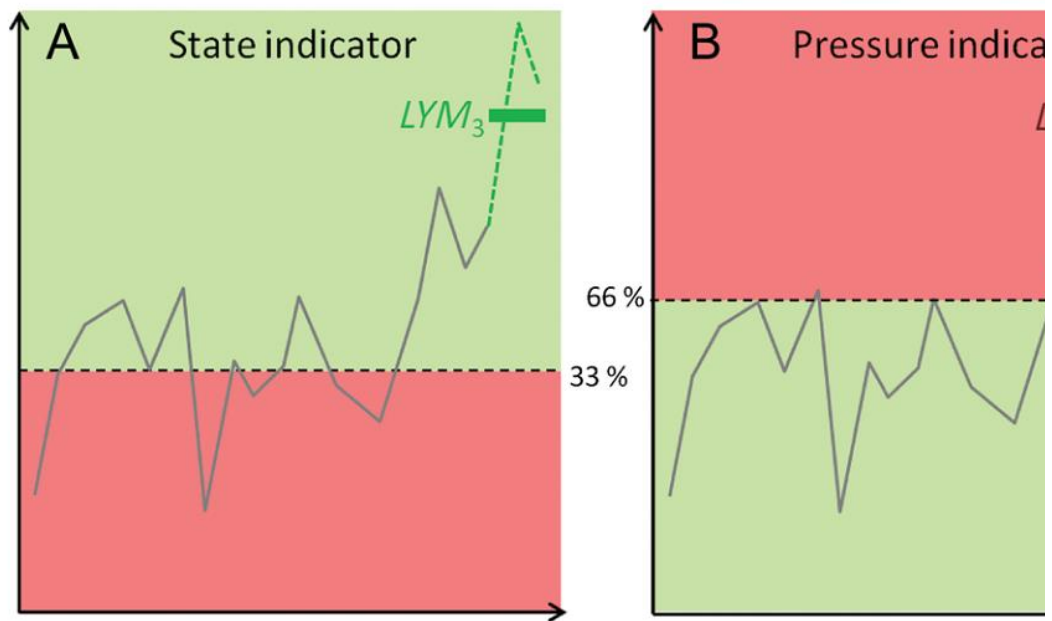 A
State indicator
LYM3
33 %
B
Pressure indica
L
66 %